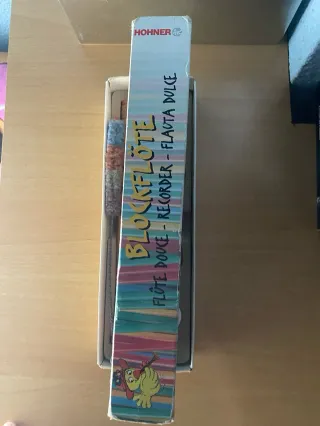 HOHNER
BLOCKFLÖTE
FLÛTE DOUCE - RECORDER - FLAUTA DULCE